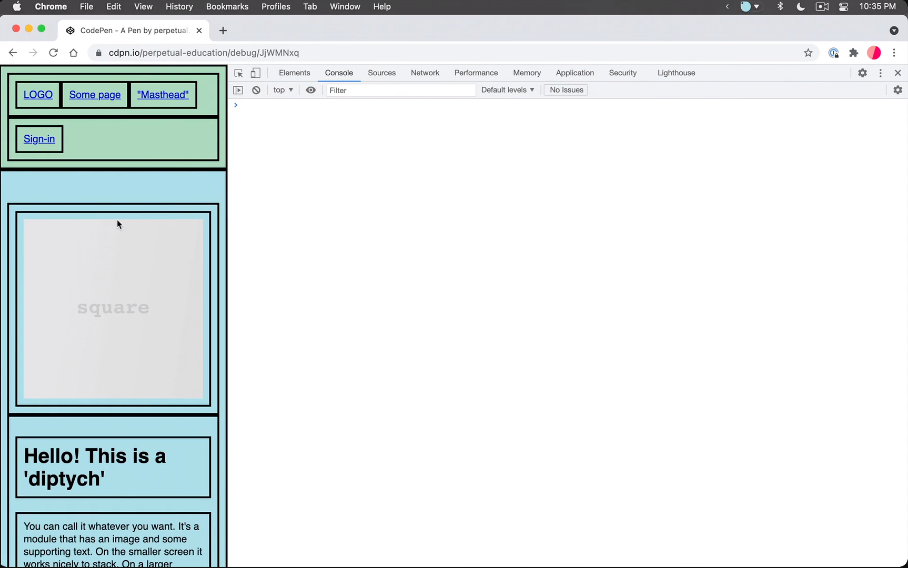 Chrome File Edit View History Bookmarks Profiles Tab Window Help 10:35 PM
CodePen - A Pen by perpetual
cdpn.io/perpetual-education/debug/JjWMNxq
Elements Console Sources Network Performance Memory Application Security Lighthouse
top Filter Default levels No Issues
LOGO Some page "Masthead"
Sign-in
square
Hello! This is a
'diptych'
You can call it whatever you want. It's a
module that has an image and some
supporting text. On the smaller screen it
works nicely to stack. On a larger